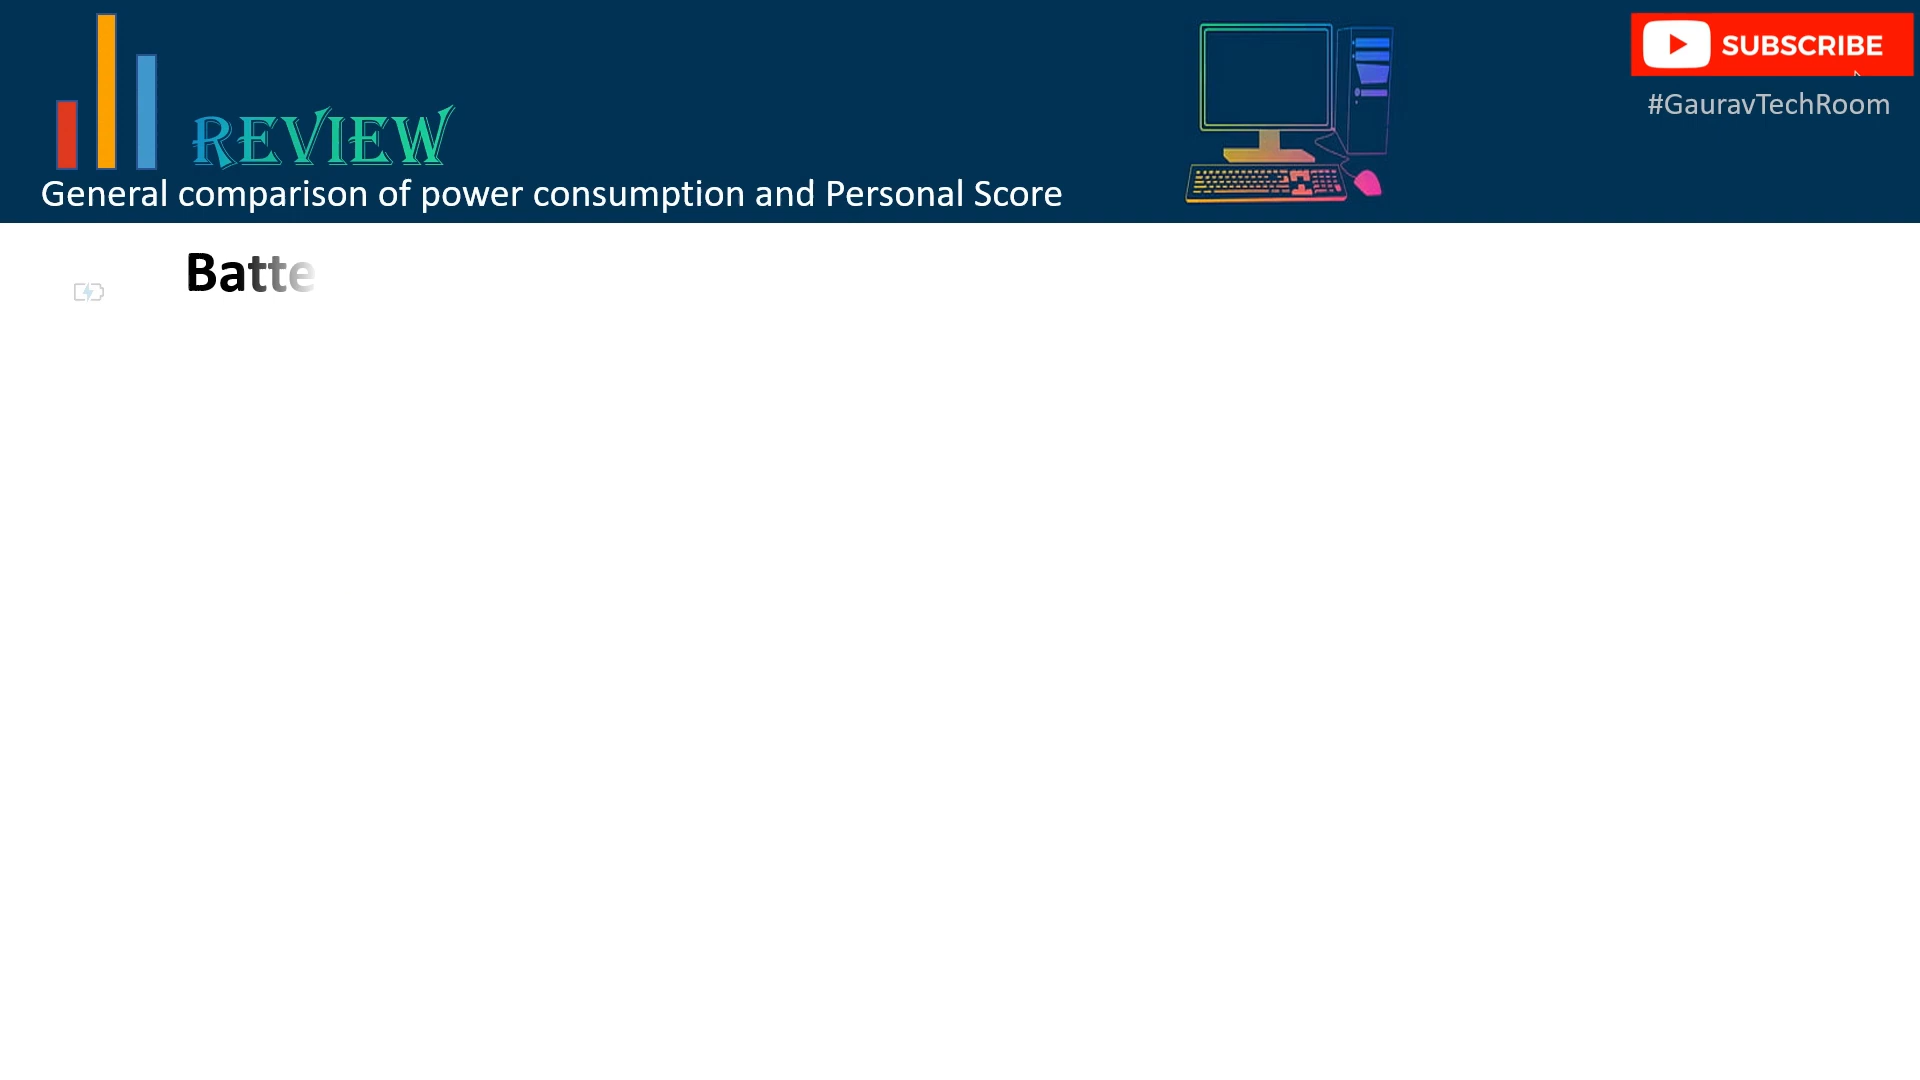 SUBSCRIBE
#GauravTechRoom
REVIEW
General comparison of power consumption and Personal Score
Batte